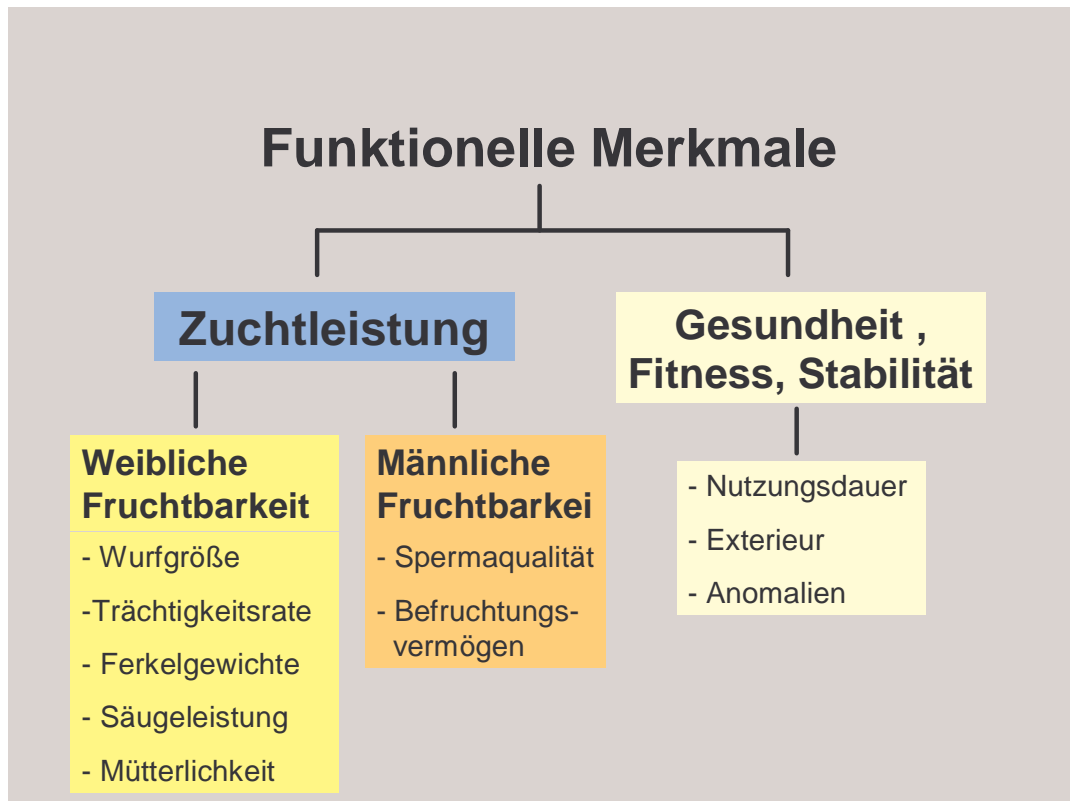 Funktionelle Merkmale
Zuchtleistung
Gesundheit ,
Fitness, Stabilität
Weibliche
Fruchtbarkeit
- Wurfgröße
-Trächtigkeitsrate
- Ferkelgewichte
- Säugeleistung
- Mütterlichkeit
Männliche
Fruchtbarkei
- Spermaqualität
- Befruchtungs-
vermögen
- Nutzungsdauer
- Exterieur
- Anomalien